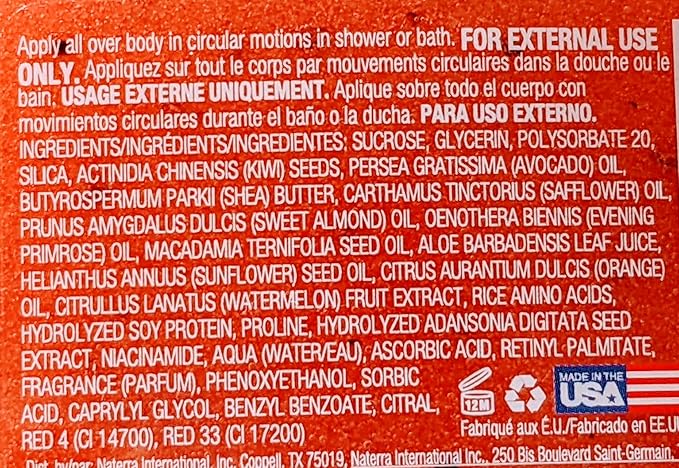 Apply all over body in circular motions in shower or bath. FOR EXTERNAL USE
ONLY. Appliquez sur tout le corps par mouvements circulaires dans la douche ou le
bain. USAGE EXTERNE UNIQUEMENT. Aplique sobre todo el cuerpo con
movimientos circulares durante el baño o la ducha. PARA USO EXTERNO.
INGREDIENTS/INGRÉDIENTS/INGREDIENTES: SUCROSE, GLYCERIN, POLYSORBATE 20,
SILICA, ACTINIDIA CHINENSIS (KIWI) SEEDS, PERSEA GRATISSIMA (AVOCADO) OIL,
BUTYROSPERMUM PARKII (SHEA) BUTTER, CARTHAMUS TINCTORIUS (SAFFLOWER) OIL,
PRUNUS AMYGDALUS DULCIS (SWEET ALMOND) OIL, OENOTHERA BIENNIS (EVENING
PRIMROSE) OIL, MACADAMIA TERNIFOLIA SEED OIL, ALOE BARBADENSIS LEAF JUICE,
HELIANTHUS ANNUUS (SUNFLOWER) SEED OIL, CITRUS AURANTIUM DULCIS (ORANGE)
OIL, CITRULLUS LANATUS (WATERMELON) FRUIT EXTRACT, RICE AMINO ACIDS,
HYDROLYZED SOY PROTEIN, PROLINE, HYDROLYZED ADANSONIA DIGITATA SEED
EXTRACT, NIACINAMIDE, AQUA (WATER/EAU), ASCORBIC ACID, RETINYL PALMITATE,
FRAGRANCE (PARFUM), PHENOXYETHANOL, SORBIC
ACID, CAPRYLYL GLYCOL, BENZYL BENZOATE, CITRAL,
RED 4 (CI 14700), RED 33 (CI 17200)
12M
MADE IN THE
USA
Fabriqué aux É.U./Fabricado en EE.UU
Dist. by/par: Naterra International, Inc. Coppell, TX 75019, Naterra International Inc., 250 Bis Boulevard Saint-Germain,